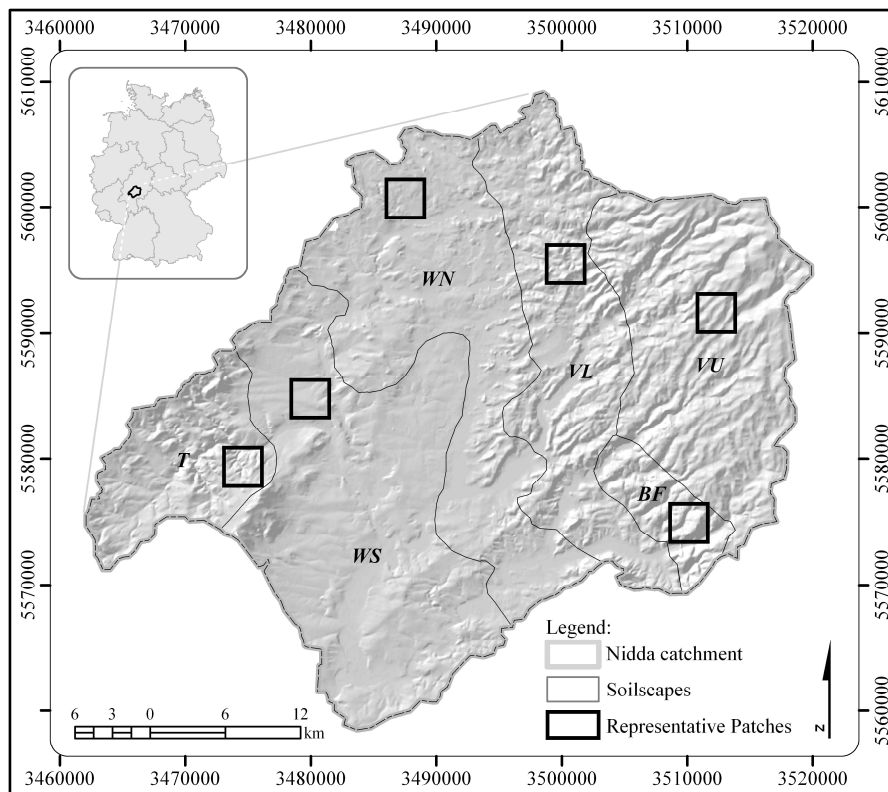 3460000 3470000 3480000 3490000 3500000 3510000 3520000
5610000 5610000
5600000 5600000
WN
5590000 5590000
VL VU
5580000 5580000
T
BF
WS
5570000 5570000
Legend:
Nidda catchment
Soilscapes
6 3 0 6 12
km
Representative Patches
N
5560000 5560000
3460000 3470000 3480000 3490000 3500000 3510000 3520000